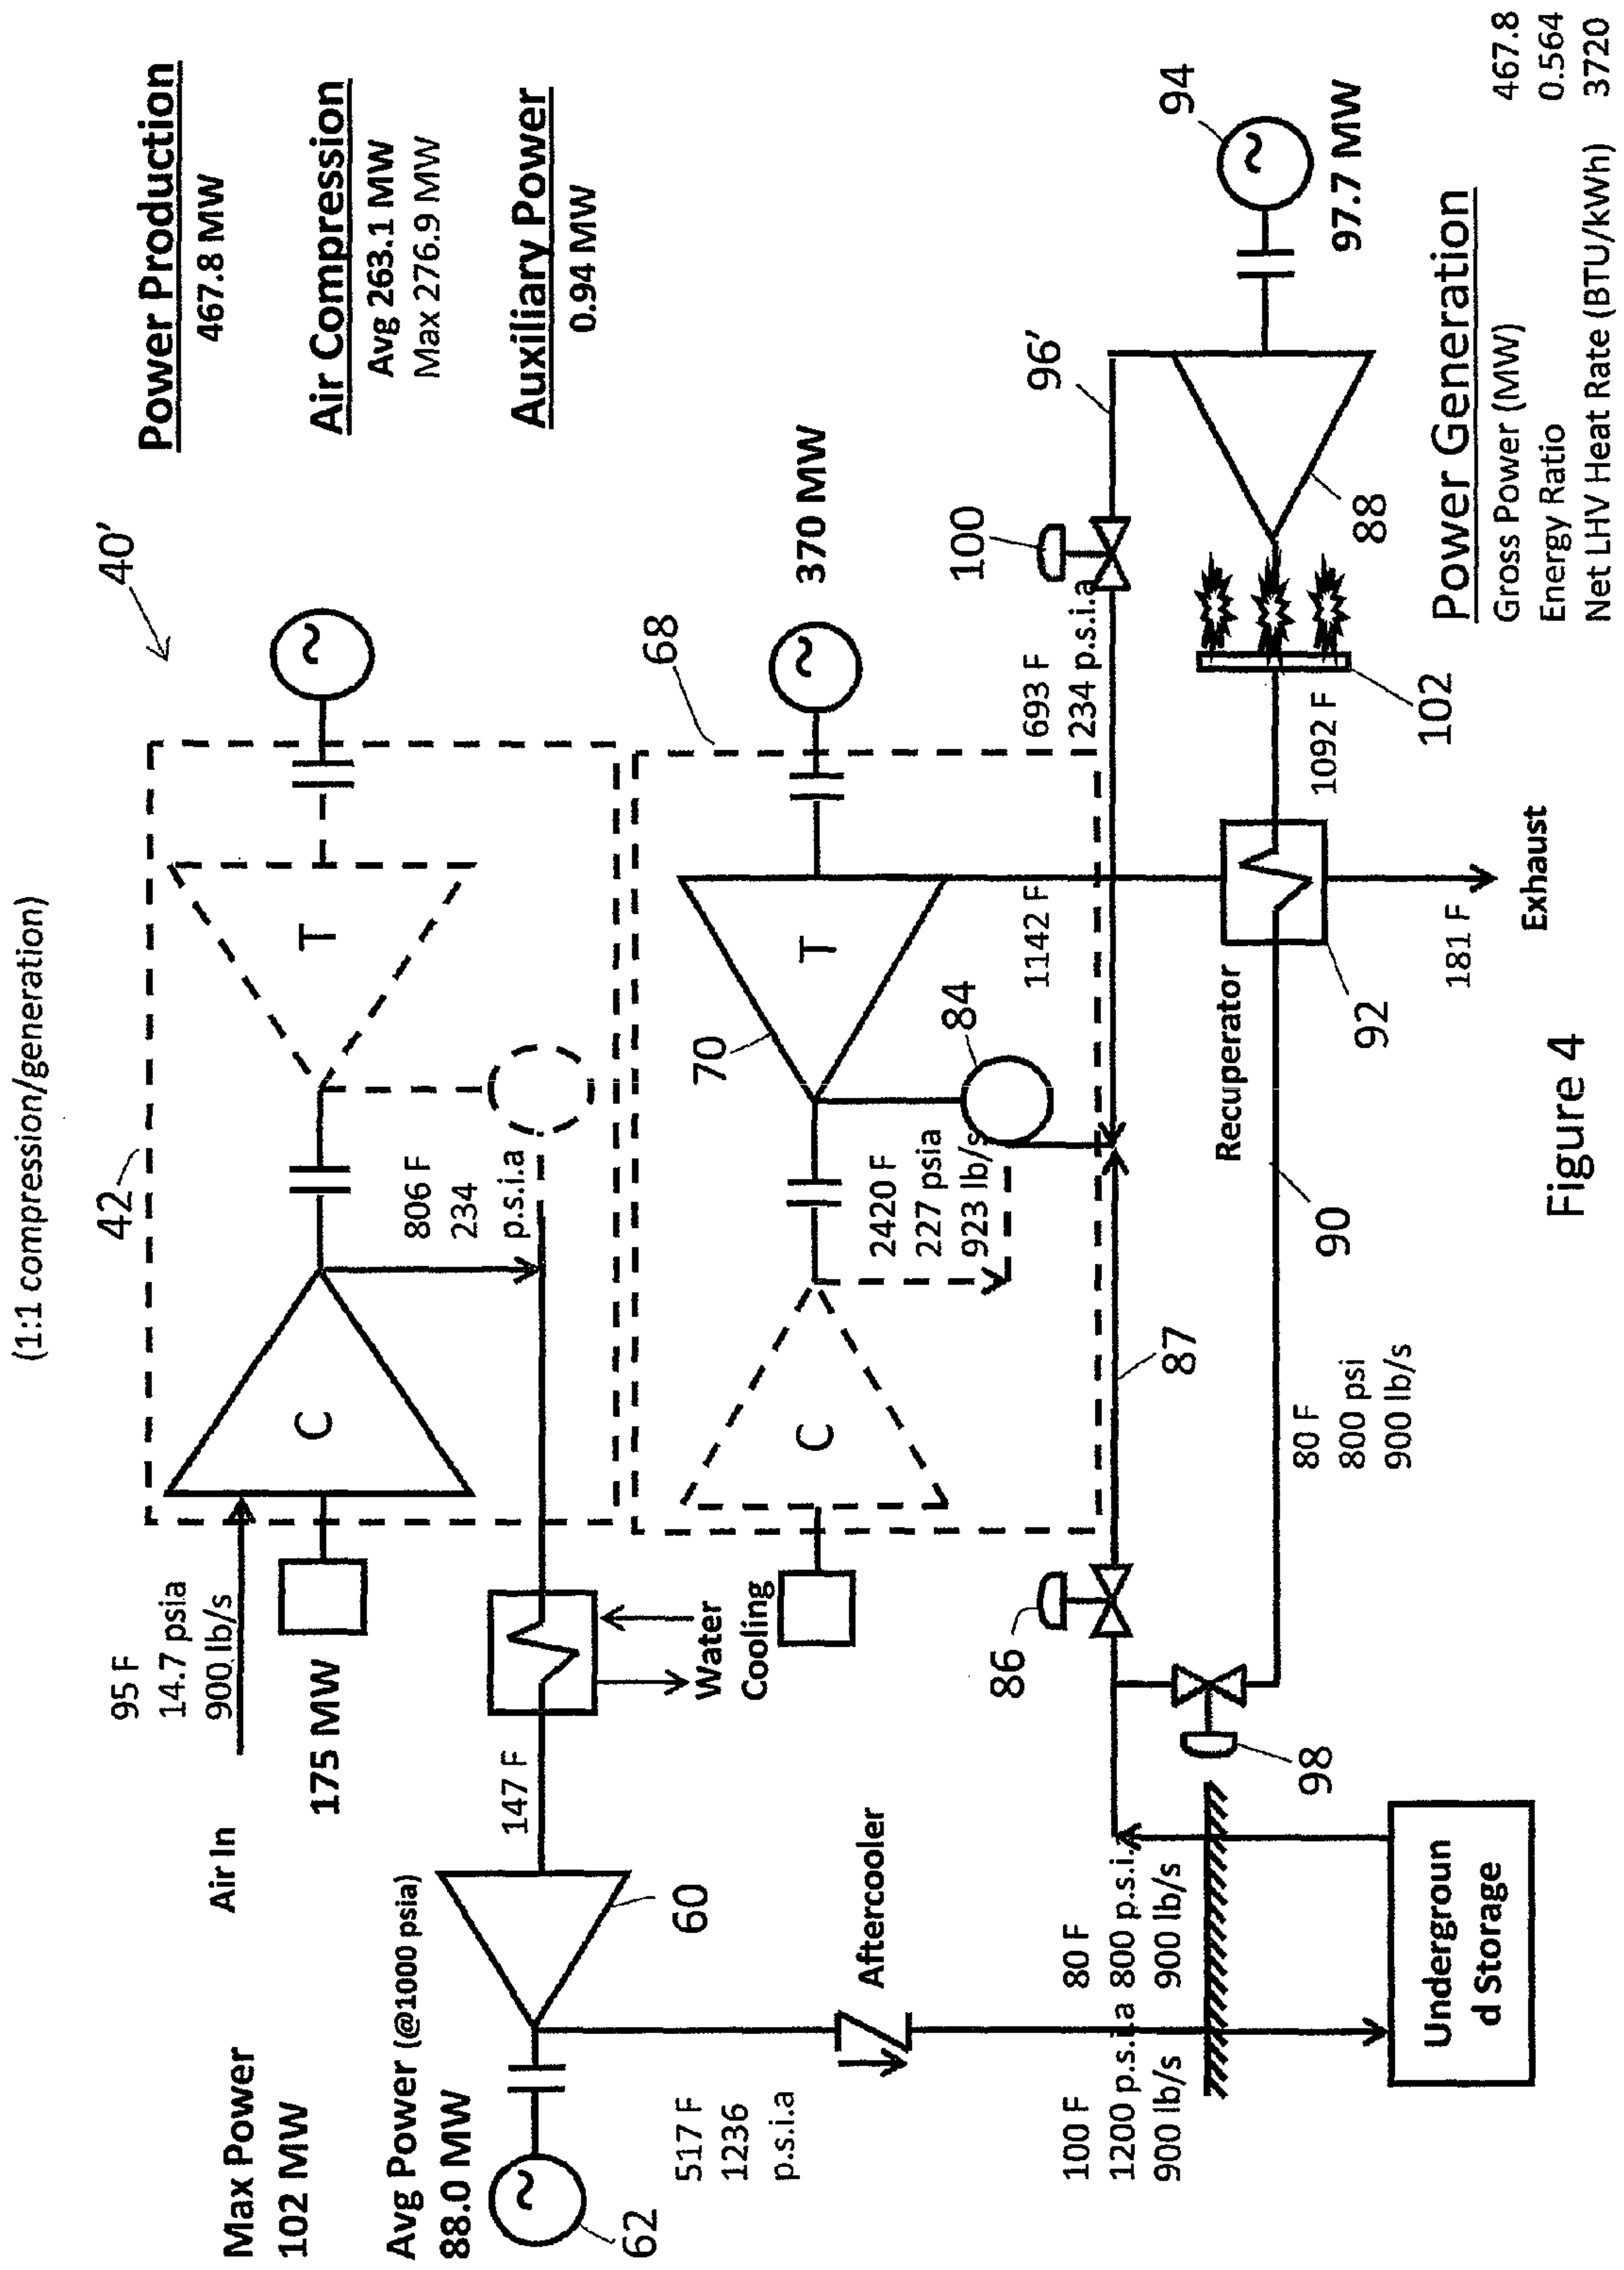 (1:1 compression/generation)
40'
Power Production
467.8 MW
Air Compression
Avg 263.1 MW
Max 276.9 MW
Auxiliary Power
0.94 MW
42
Air In
95 F
14.7 psia
900 lb/s
175 MW
C
T
806 F
234
p.s.i.a
Max Power
102 MW
Avg Power (@1000 psia)
88.0 MW
62
60
147 F
Water
Cooling
517 F
1236
p.s.i.a
Aftercooler
68
370 MW
C
T
70
84
2420 F
227 psia
923 lb/s
1142 F
693 F
234 p.s.i.a
100
96'
94
97.7 MW
88
102
1092 F
86
87
98
90
80 F
800 psi
900 lb/s
Recuperator
92
181 F
Exhaust
100 F
1200 p.s.i.a
900 lb/s
80 F
800 p.s.i.
900 lb/s
Undergroun
d Storage
Power Generation
Gross Power (MW) 467.8
Energy Ratio 0.564
Net LHV Heat Rate (BTU/kWh) 3720
Figure 4